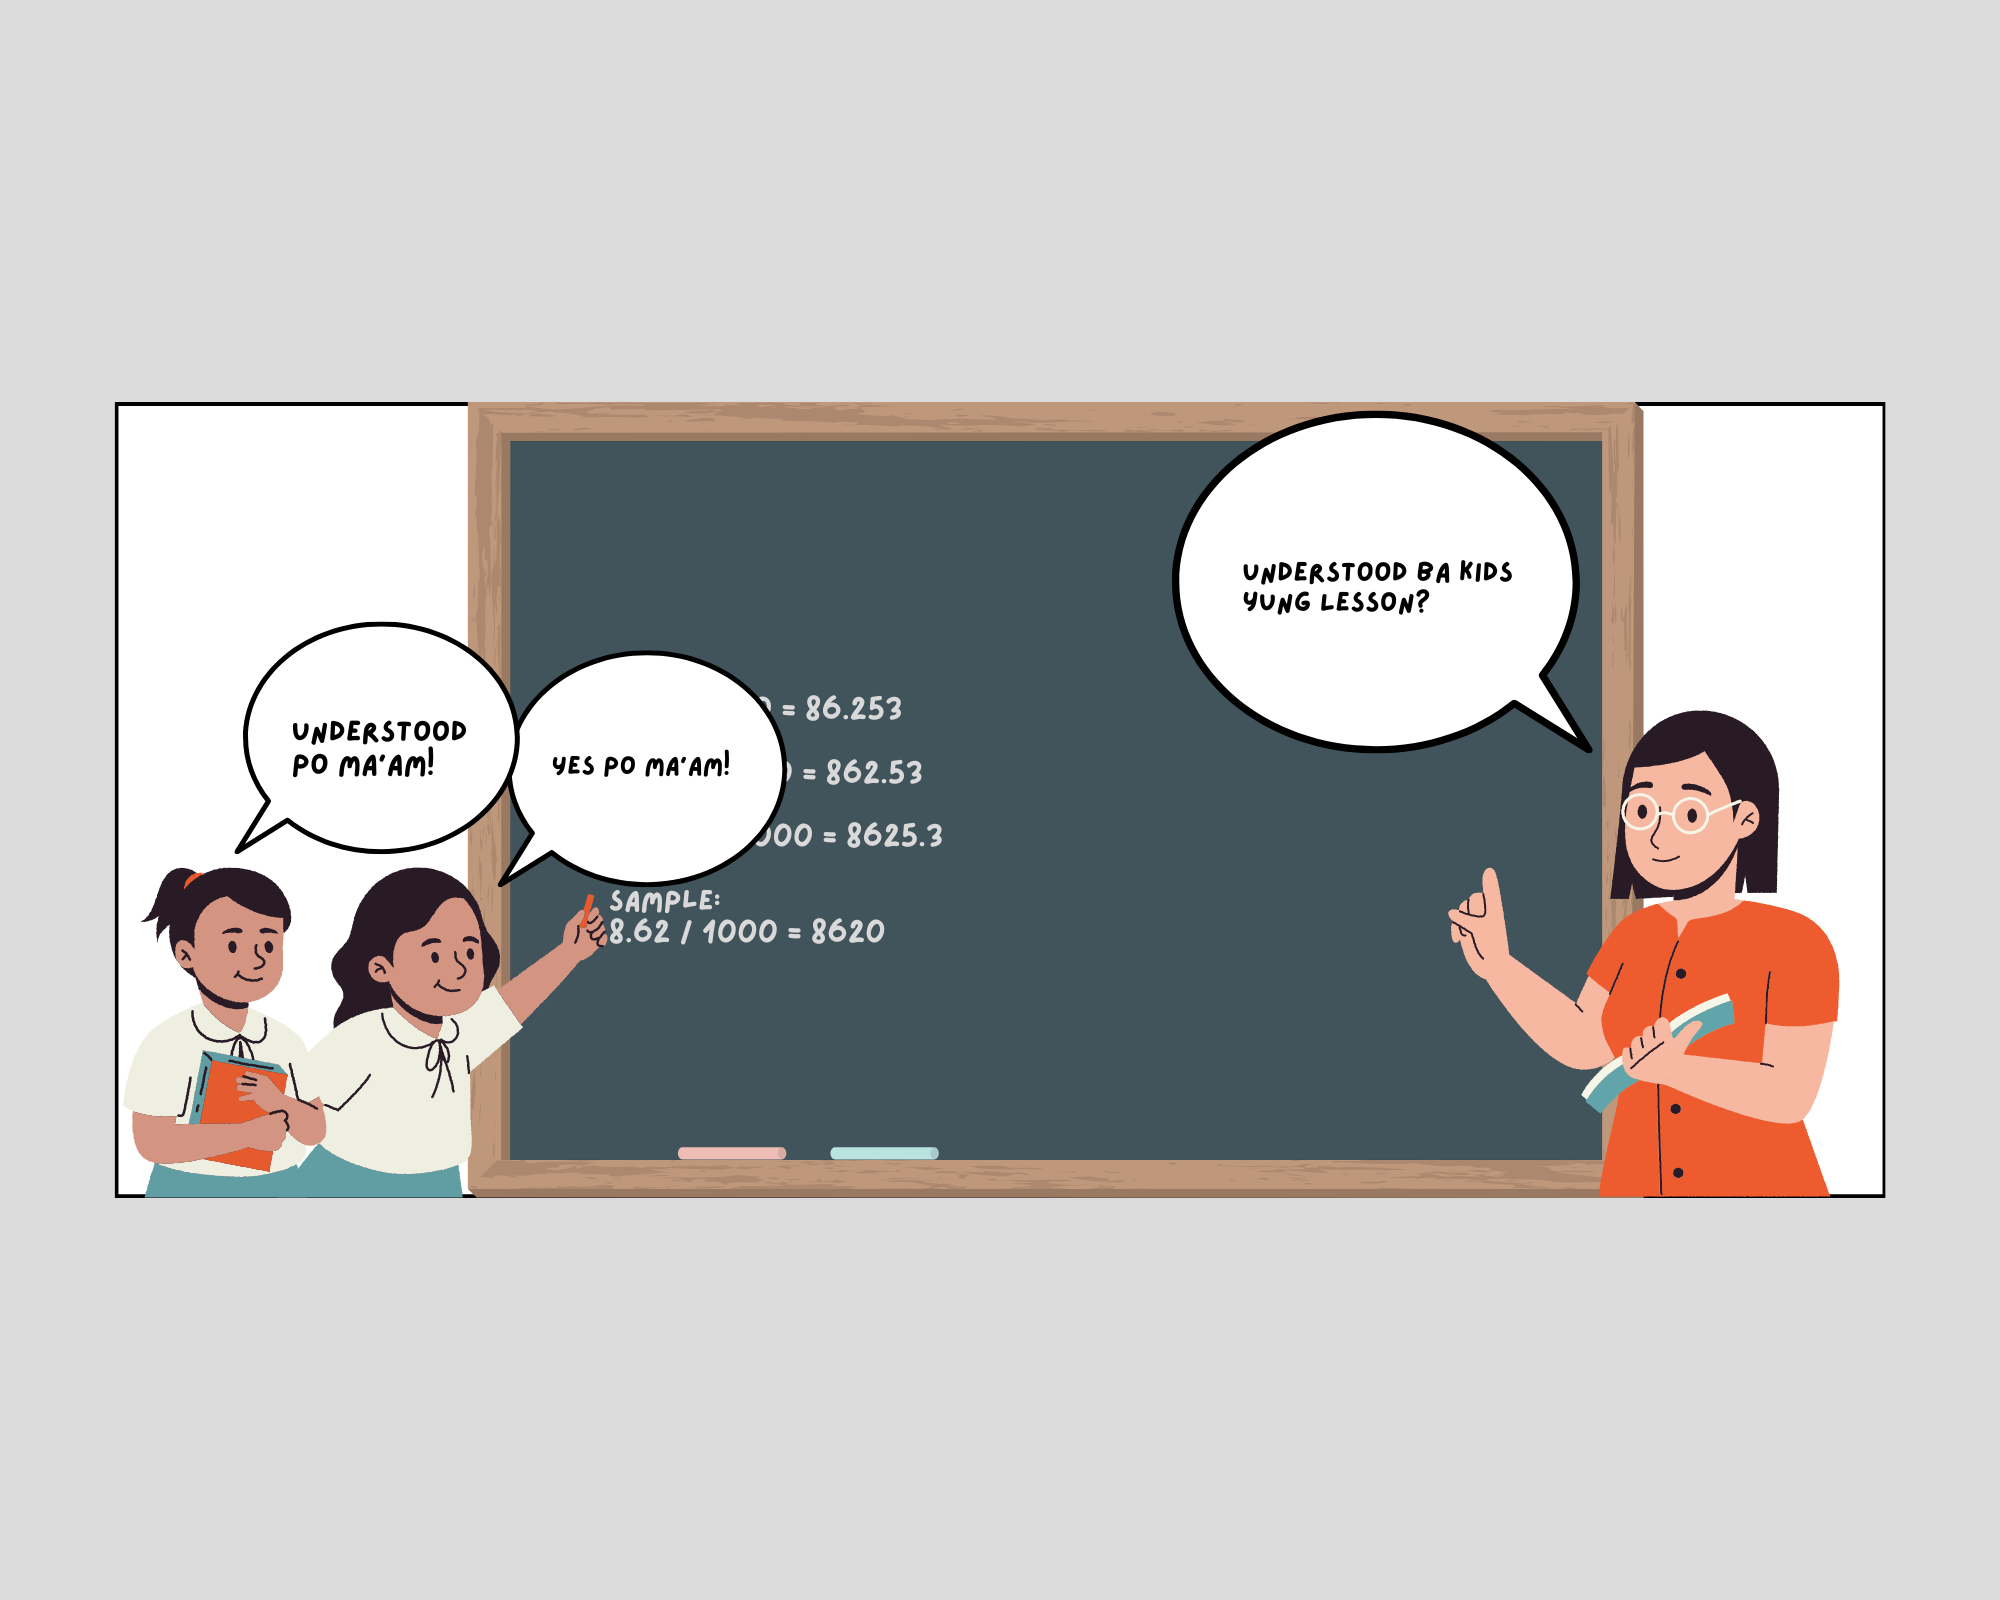 UNDERSTOOD BA KIDS
YUNG LESSON?
UNDERSTOOD
PO MA'AM!
YES PO MA'AM!
= 86.253
= 862.53
= 8625.3
SAMPLE:
8.62 / 1000 = 8620